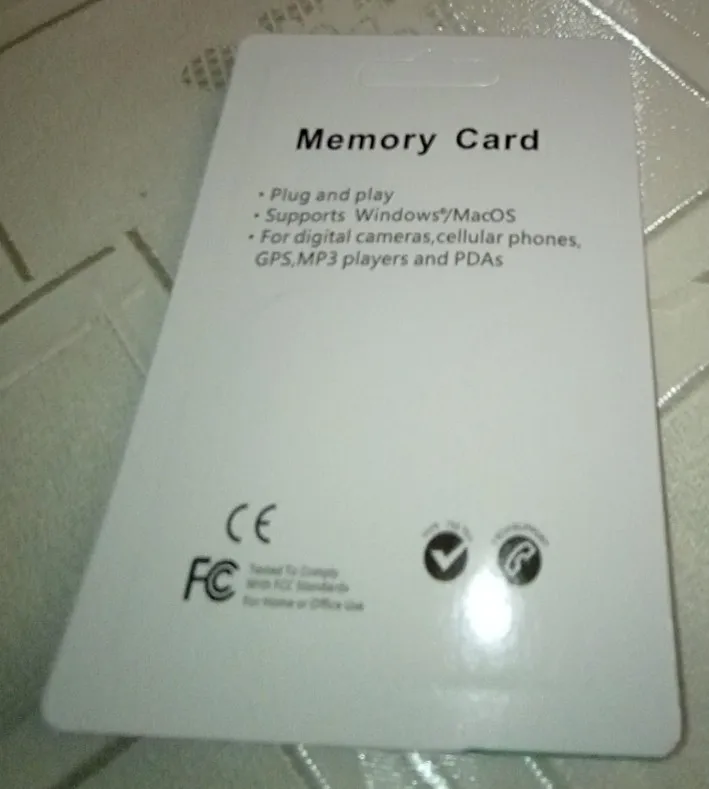 Memory Card
· Plug and play
· Supports Windows®/MacOS
· For digital cameras,cellular phones,
GPS,MP3 players and PDAs
CE
FC Tested To Comply
With FCC Standards
For Home or Office Use